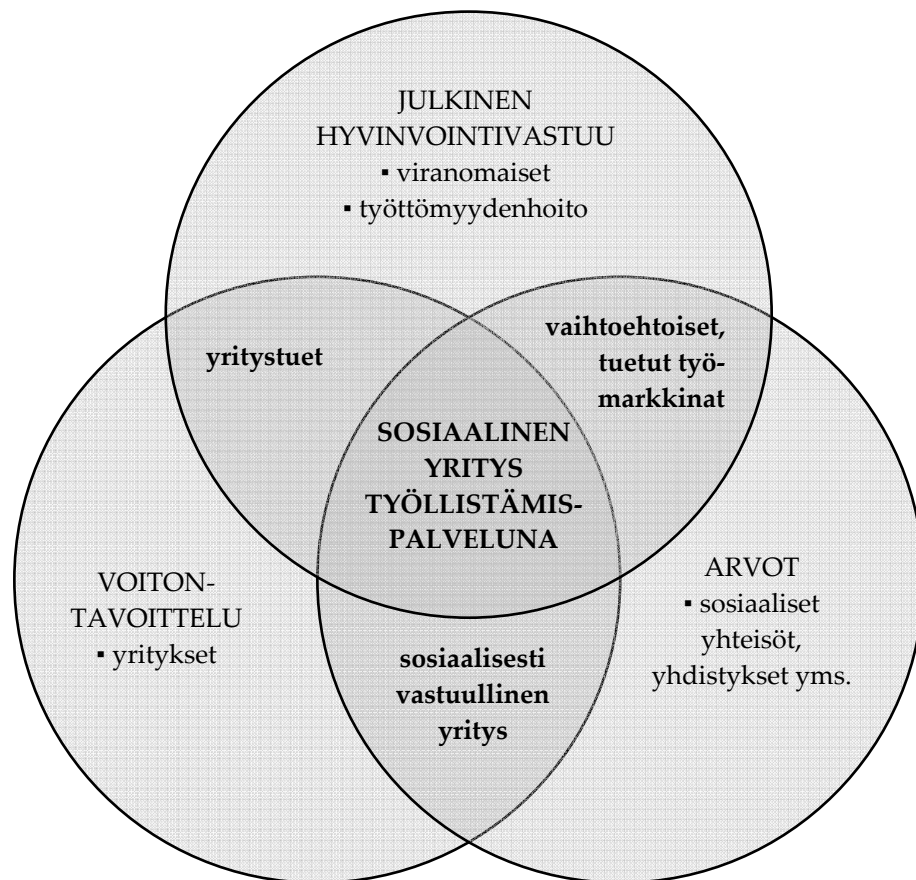 JULKINEN
HYVINVOINTIVASTUU
▪ viranomaiset
▪ työttömyydenhoito
yritystuet
vaihtoehtoiset,
tuetut työ-
markkinat
SOSIAALINEN
YRITYS
TYÖLLISTÄMIS-
PALVELUNA
VOITON-
TAVOITTELU
▪ yritykset
ARVOT
▪ sosiaaliset
yhteisöt,
yhdistykset yms.
sosiaalisesti
vastuullinen
yritys